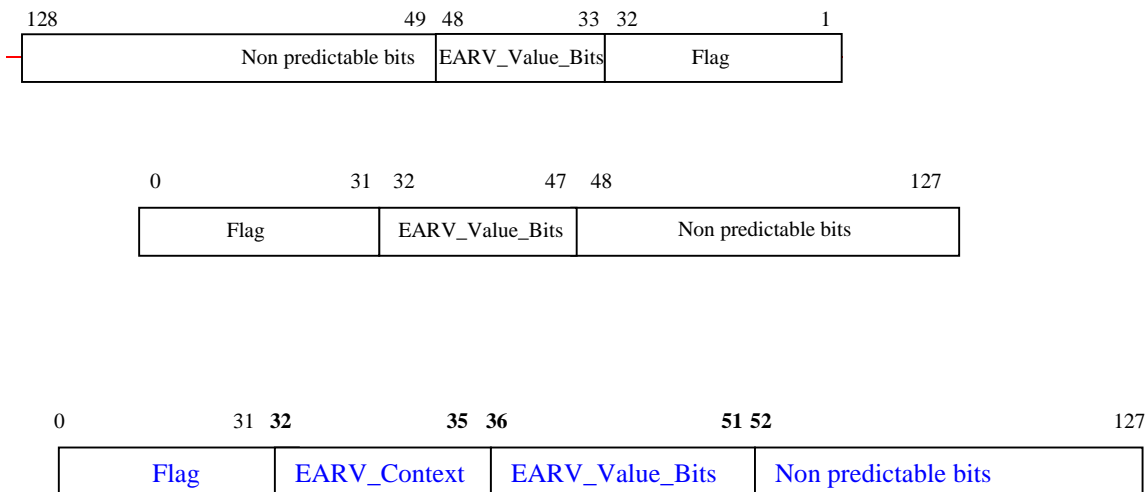 128 49 48 33 32 1
Non predictable bits EARV_Value_Bits Flag
0 31 32 47 48 127
Flag EARV_Value_Bits Non predictable bits
0 31 32 35 36 51 52 127
Flag EARV_Context EARV_Value_Bits Non predictable bits